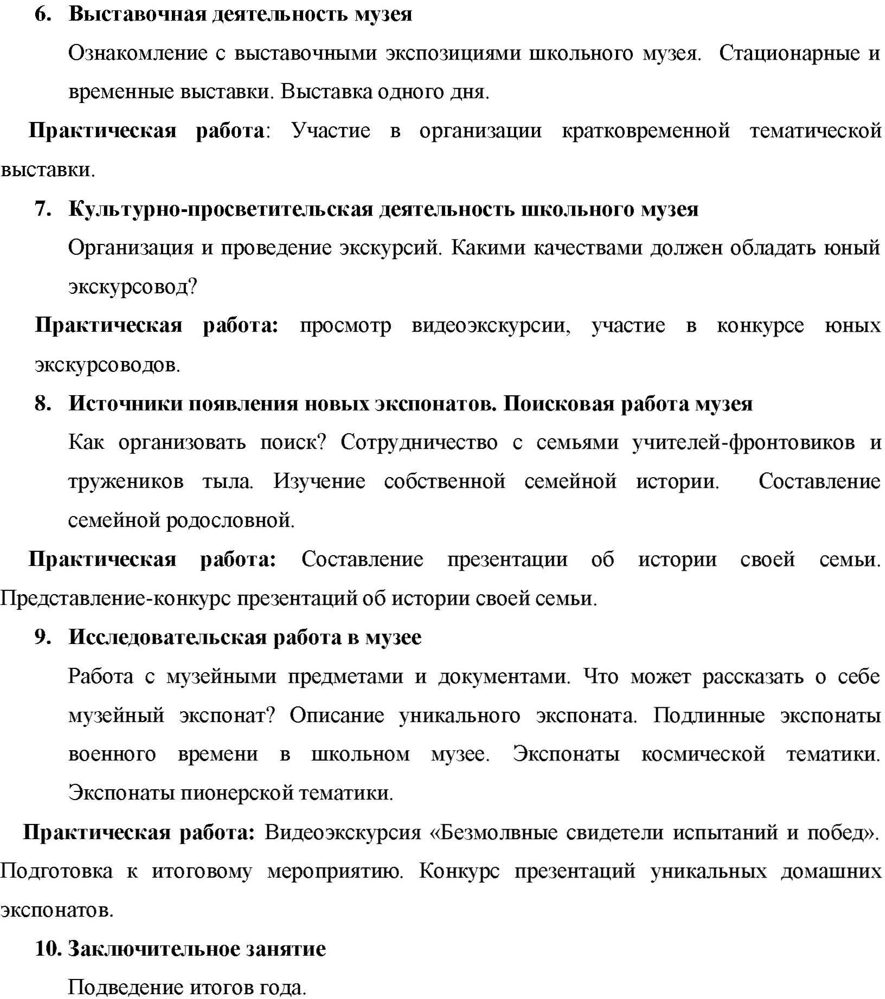 6. Выставочная деятельность музея
Ознакомление с выставочными экспозициями школьного музея. Стационарные и
временные выставки. Выставка одного дня.
Практическая работа: Участие в организации кратковременной тематической
выставки.
7. Культурно-просветительская деятельность школьного музея
Организация и проведение экскурсий. Какими качествами должен обладать юный
экскурсовод?
Практическая работа: просмотр видеоэкскурсии, участие в конкурсе юных
экскурсоводов.
8. Источники появления новых экспонатов. Поисковая работа музея
Как организовать поиск? Сотрудничество с семьями учителей-фронтовиков и
тружеников тыла. Изучение собственной семейной истории. Составление
семейной родословной.
Практическая работа: Составление презентации об истории своей семьи.
Представление-конкурс презентаций об истории своей семьи.
9. Исследовательская работа в музее
Работа с музейными предметами и документами. Что может рассказать о себе
музейный экспонат? Описание уникального экспоната. Подлинные экспонаты
военного времени в школьном музее. Экспонаты космической тематики.
Экспонаты пионерской тематики.
Практическая работа: Видеоэкскурсия «Безмолвные свидетели испытаний и побед».
Подготовка к итоговому мероприятию. Конкурс презентаций уникальных домашних
экспонатов.
10. Заключительное занятие
Подведение итогов года.